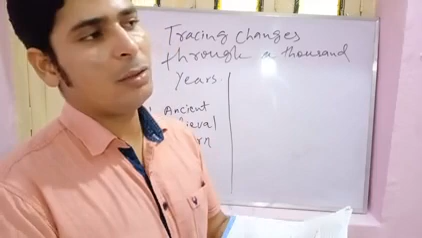 Tracing Changes
through a thousand
Years
Ancient